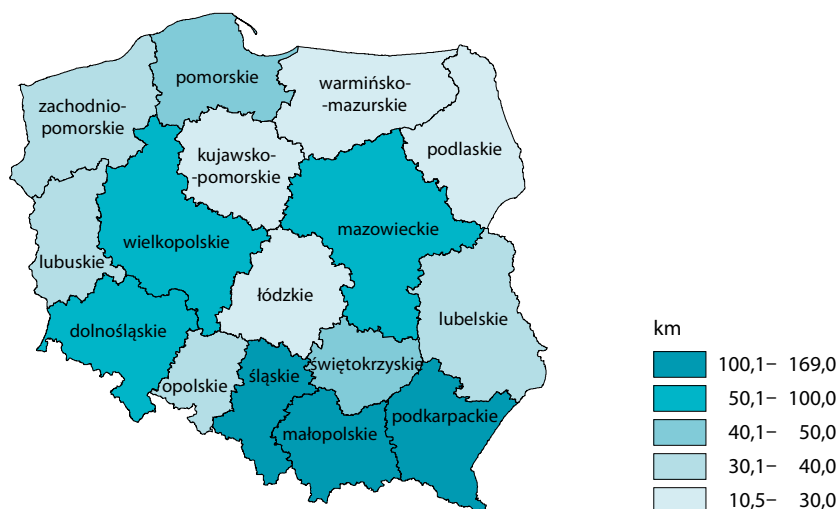 pomorskie
warmińsko-
-mazurskie
zachodnio-
pomorskie
podlaskie
kujawsko-
-pomorskie
mazowieckie
wielkopolskie
lubuskie
łódzkie
lubelskie
dolnośląskie
świętokrzyskie
śląskie
opolskie
podkarpackie
małopolskie
km
100,1– 169,0
50,1– 100,0
40,1– 50,0
30,1– 40,0
10,5– 30,0